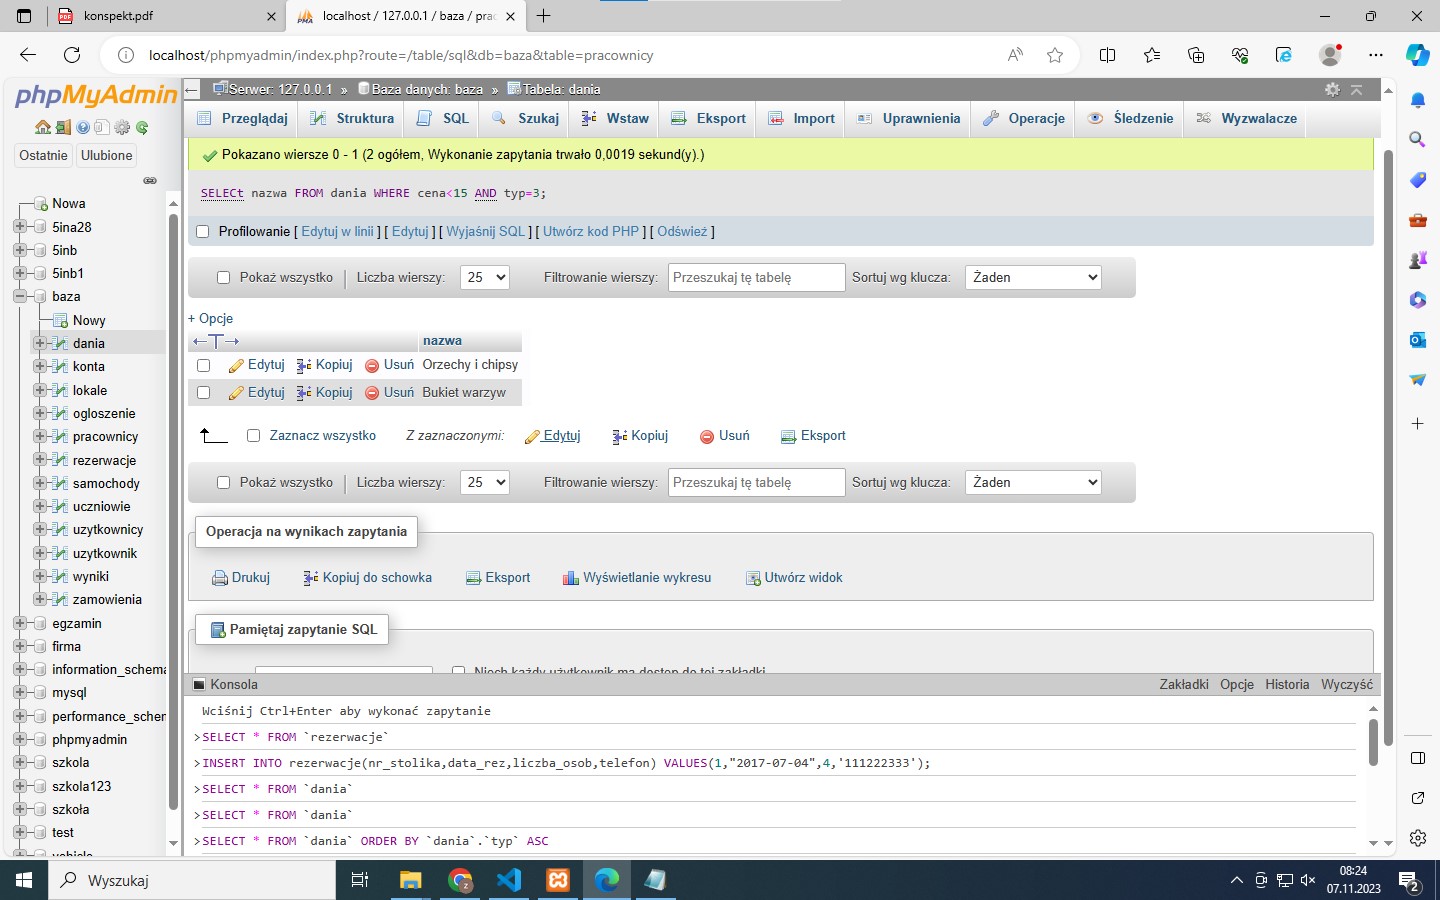 konspekt.pdf
localhost / 127.0.0.1 / baza / prac
localhost/phpmyadmin/index.php?route=/table/sql&db=baza&table=pracownicy
phpMyAdmin
Ostatnie Ulubione
Nowa
5ina28
5inb
5inb1
baza
Nowy
dania
konta
lokale
ogloszenie
pracownicy
rezerwacje
samochody
uczniowie
uzytkownicy
uzytkownik
wyniki
zamowienia
egzamin
firma
information_schema
mysql
performance_schem
phpmyadmin
szkola
szkola123
szkoła
test
Serwer: 127.0.0.1 » Baza danych: baza » Tabela: dania
Przeglądaj Struktura SQL Szukaj Wstaw Eksport Import Uprawnienia Operacje Śledzenie Wyzwalacze
Pokazano wiersze 0 - 1 (2 ogółem, Wykonanie zapytania trwało 0,0019 sekund(y).)
SELECt nazwa FROM dania WHERE cena<15 AND typ=3;
Profilowanie [ Edytuj w linii ] [ Edytuj ] [ Wyjaśnij SQL ] [ Utwórz kod PHP ] [ Odśwież ]
Pokaż wszystko Liczba wierszy: 25 Filtrowanie wierszy: Przeszukaj tę tabelę Sortuj wg klucza: Żaden
+ Opcje
←T→ nazwa
Edytuj Kopiuj Usuń Orzechy i chipsy
Edytuj Kopiuj Usuń Bukiet warzyw
Zaznacz wszystko Z zaznaczonymi: Edytuj Kopiuj Usuń Eksport
Pokaż wszystko Liczba wierszy: 25 Filtrowanie wierszy: Przeszukaj tę tabelę Sortuj wg klucza: Żaden
Operacja na wynikach zapytania
Drukuj Kopiuj do schowka Eksport Wyświetlanie wykresu Utwórz widok
Pamiętaj zapytanie SQL
Niech każdy użytkownik ma dostęp do tej zakładki
Konsola Zakładki Opcje Historia Wyczyść
Wciśnij Ctrl+Enter aby wykonać zapytanie
>SELECT * FROM `rezerwacje`
>INSERT INTO rezerwacje(nr_stolika,data_rez,liczba_osob,telefon) VALUES(1,"2017-07-04",4,'111222333');
>SELECT * FROM `dania`
>SELECT * FROM `dania`
>SELECT * FROM `dania` ORDER BY `dania`.`typ` ASC
Wyszukaj
08:24
07.11.2023
2